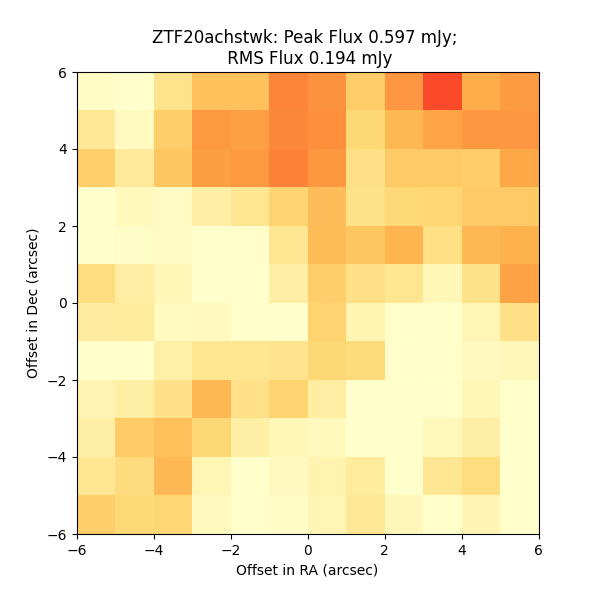 ZTF20achstwk: Peak Flux 0.597 mJy;
RMS Flux 0.194 mJy
6
4
2
0
−2
−4
−6
Offset in Dec (arcsec)
−6 −4 −2 0 2 4 6
Offset in RA (arcsec)